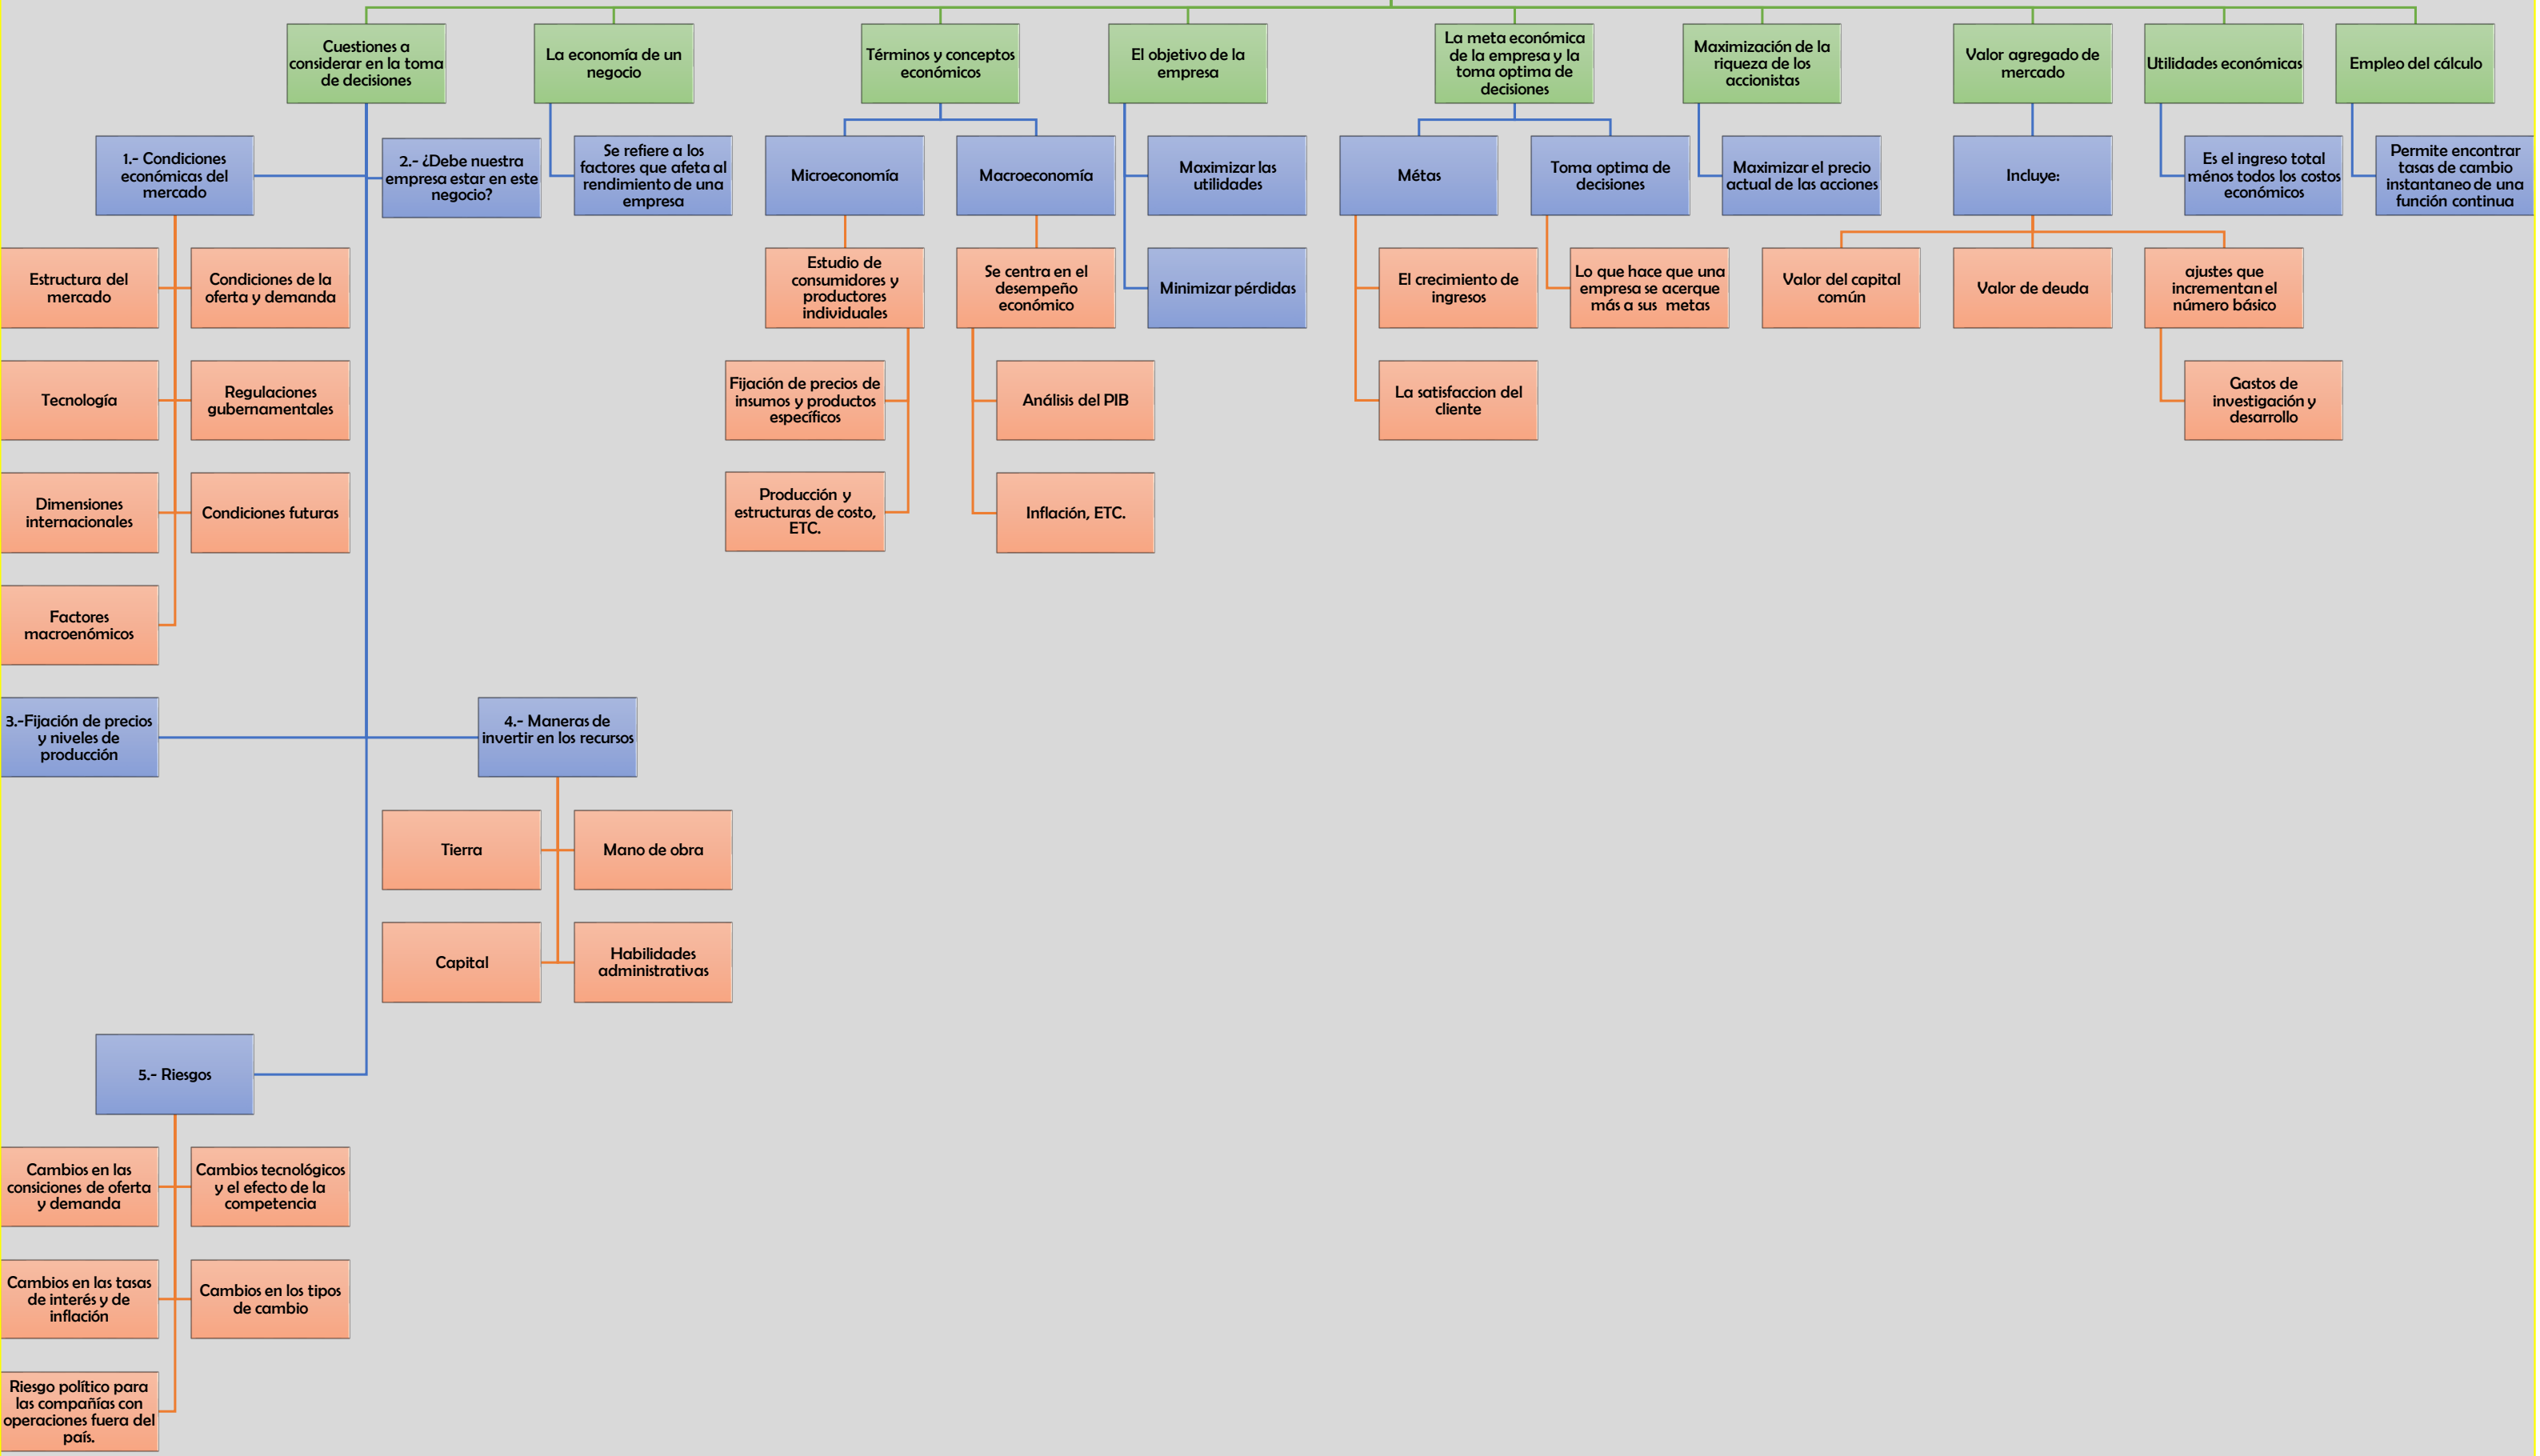 Cuestiones a
considerar en la toma
de decisiones
La economía de un
negocio
Términos y conceptos
económicos
El objetivo de la
empresa
La meta económica
de la empresa y la
toma optima de
decisiones
Maximización de la
riqueza de los
accionistas
Valor agregado de
mercado
Utilidades económicas
Empleo del cálculo
1.- Condiciones
económicas del
mercado
2.- ¿Debe nuestra
empresa estar en este
negocio?
Se refiere a los
factores que afeta al
rendimiento de una
empresa
Microeconomía
Macroeconomía
Maximizar las
utilidades
Métas
Toma optima de
decisiones
Maximizar el precio
actual de las acciones
Incluye:
Es el ingreso total
ménos todos los costos
económicos
Permite encontrar
tasas de cambio
instantaneo de una
función continua
Estructura del
mercado
Condiciones de la
oferta y demanda
Estudio de
consumidores y
productores
individuales
Se centra en el
desempeño
económico
Minimizar pérdidas
El crecimiento de
ingresos
Lo que hace que una
empresa se acerque
más a sus metas
Valor del capital
común
Valor de deuda
ajustes que
incrementan el
número básico
Tecnología
Regulaciones
gubernamentales
Fijación de precios de
insumos y productos
específicos
Análisis del PIB
La satisfaccion del
cliente
Gastos de
investigación y
desarrollo
Dimensiones
internacionales
Condiciones futuras
Producción y
estructuras de costo,
ETC.
Inflación, ETC.
Factores
macroenómicos
3.-Fijación de precios
y niveles de
producción
4.- Maneras de
invertir en los recursos
Tierra
Mano de obra
Capital
Habilidades
administrativas
5.- Riesgos
Cambios en las
consiciones de oferta
y demanda
Cambios tecnológicos
y el efecto de la
competencia
Cambios en las tasas
de interés y de
inflación
Cambios en los tipos
de cambio
Riesgo político para
las compañías con
operaciones fuera del
país.